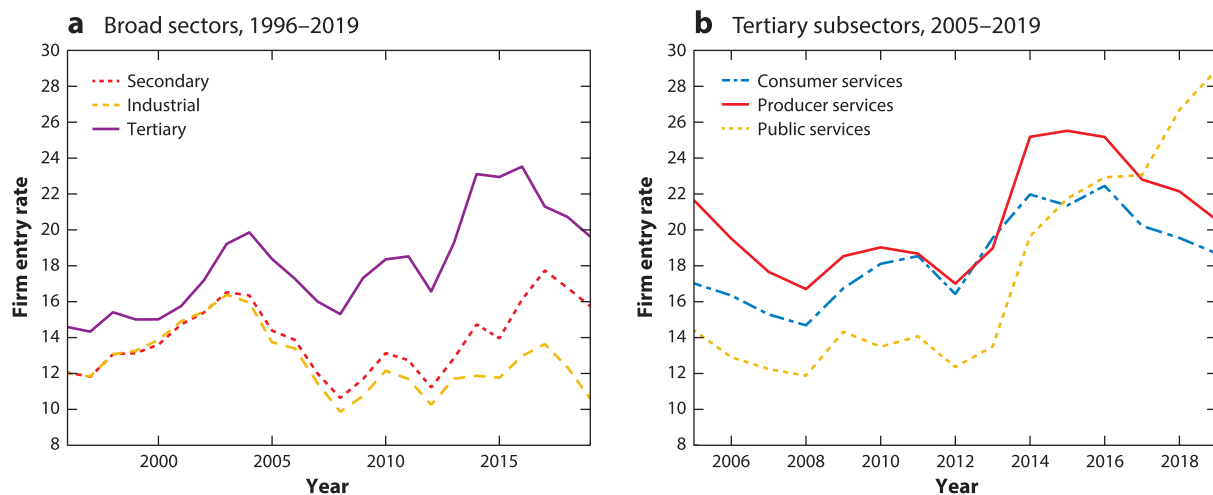 a Broad sectors, 1996–2019
30
28
26
24
22
20
18
16
14
12
10
8
Firm entry rate
Secondary
Industrial
Tertiary
2000 2005 2010 2015
Year
b Tertiary subsectors, 2005–2019
30
28
26
24
22
20
18
16
14
12
10
8
Firm entry rate
Consumer services
Producer services
Public services
2006 2008 2010 2012 2014 2016 2018
Year